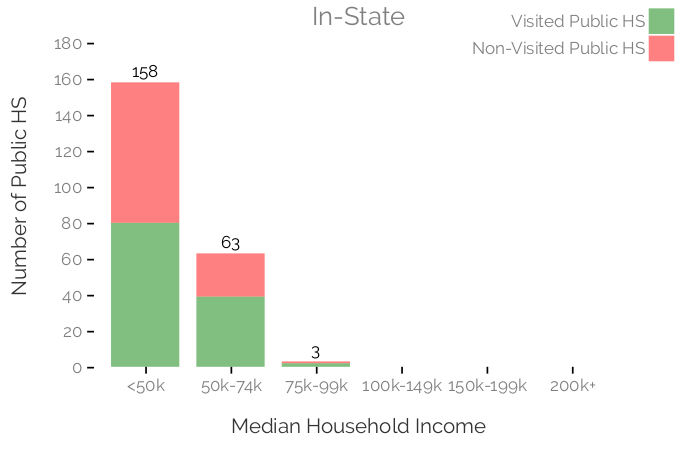 In-State
Visited Public HS
Non-Visited Public HS
Number of Public HS
180
160
140
120
100
80
60
40
20
0
158
63
3
<50k
50k-74k
75k-99k
100k-149k
150k-199k
200k+
Median Household Income